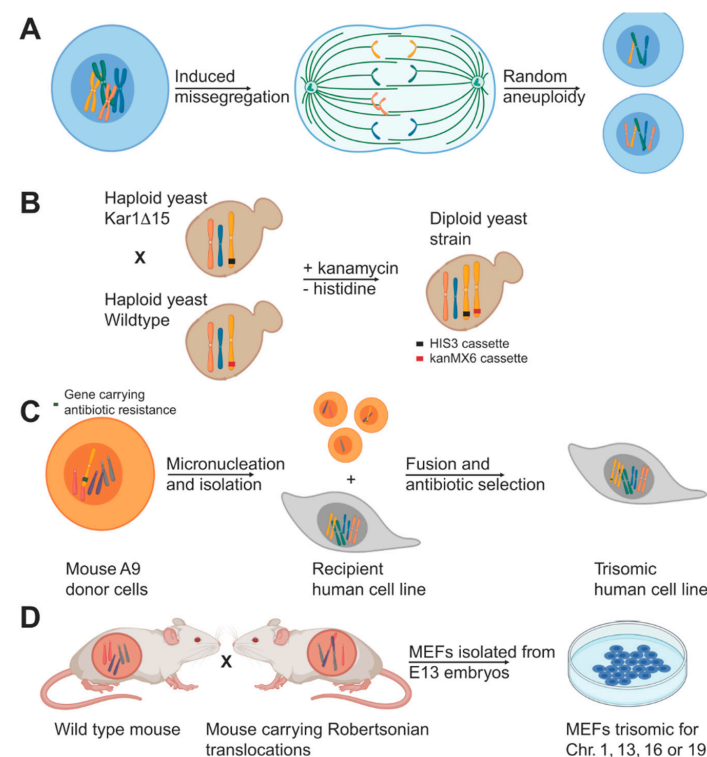 A
Induced
missegregation
Random
aneuploidy
B
Haploid yeast
Kar1Δ15
X
Haploid yeast
Wildtype
+ kanamycin
- histidine
Diploid yeast
strain
HIS3 cassette
kanMX6 cassette
C
Gene carrying
antibiotic resistance
Micronucleation
and isolation
+
Fusion and
antibiotic selection
Mouse A9
donor cells
Recipient
human cell line
Trisomic
human cell line
D
X
MEFs isolated from
E13 embryos
Wild type mouse
Mouse carrying Robertsonian
translocations
MEFs trisomic for
Chr. 1, 13, 16 or 19